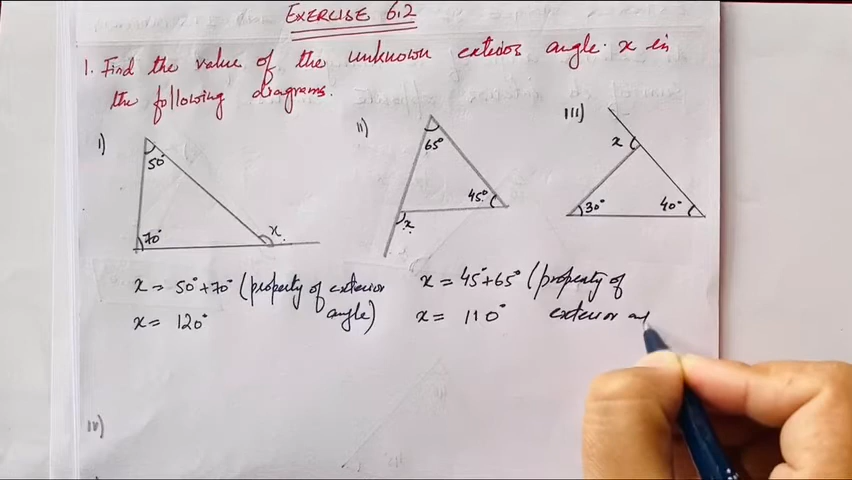 EXERCISE 6.2
1. Find the value of the unknown exterior angle x in
the following diagrams.
i)
50°
70°
x
ii)
65°
45°
x
iii)
x
30°
40°
x = 50°+70° (property of exterior
angle)
x = 120°
x = 45°+65° (property of
exterior an
x = 110°
iv)